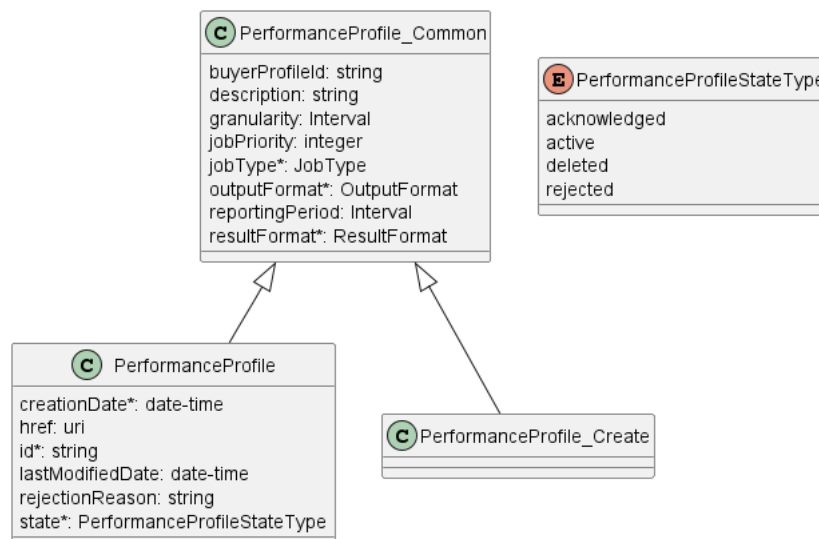 C PerformanceProfile_Common
buyerProfileId: string
description: string
granularity: Interval
jobPriority: integer
jobType*: JobType
outputFormat*: OutputFormat
reportingPeriod: Interval
resultFormat*: ResultFormat
E PerformanceProfileStateType
acknowledged
active
deleted
rejected
C PerformanceProfile
creationDate*: date-time
href: uri
id*: string
lastModifiedDate: date-time
rejectionReason: string
state*: PerformanceProfileStateType
C PerformanceProfile_Create